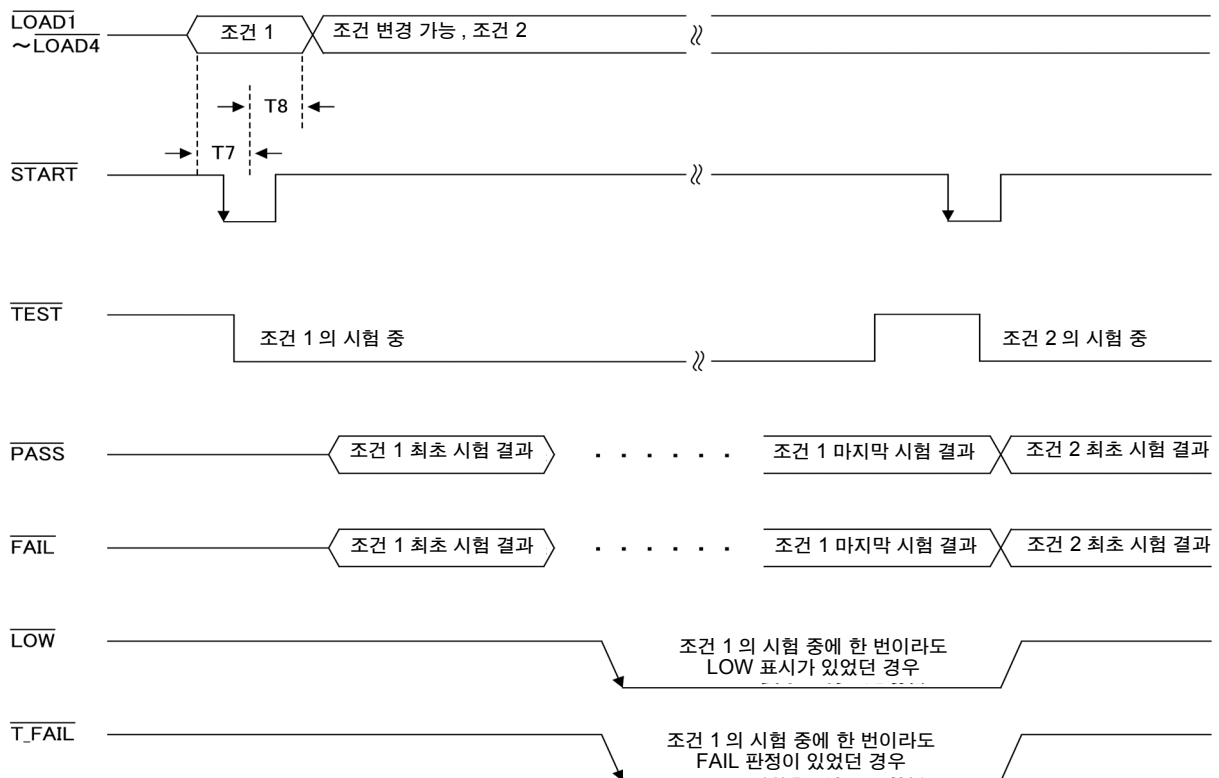 LOAD1
~LOAD4
조건 1
조건 변경 가능 , 조건 2
T8
T7
START
TEST
조건 1 의 시험 중
조건 2 의 시험 중
PASS
조건 1 최초 시험 결과
조건 1 마지막 시험 결과
조건 2 최초 시험 결과
FAIL
조건 1 최초 시험 결과
조건 1 마지막 시험 결과
조건 2 최초 시험 결과
LOW
조건 1 의 시험 중에 한 번이라도
LOW 표시가 있었던 경우
T_FAIL
조건 1 의 시험 중에 한 번이라도
FAIL 판정이 있었던 경우